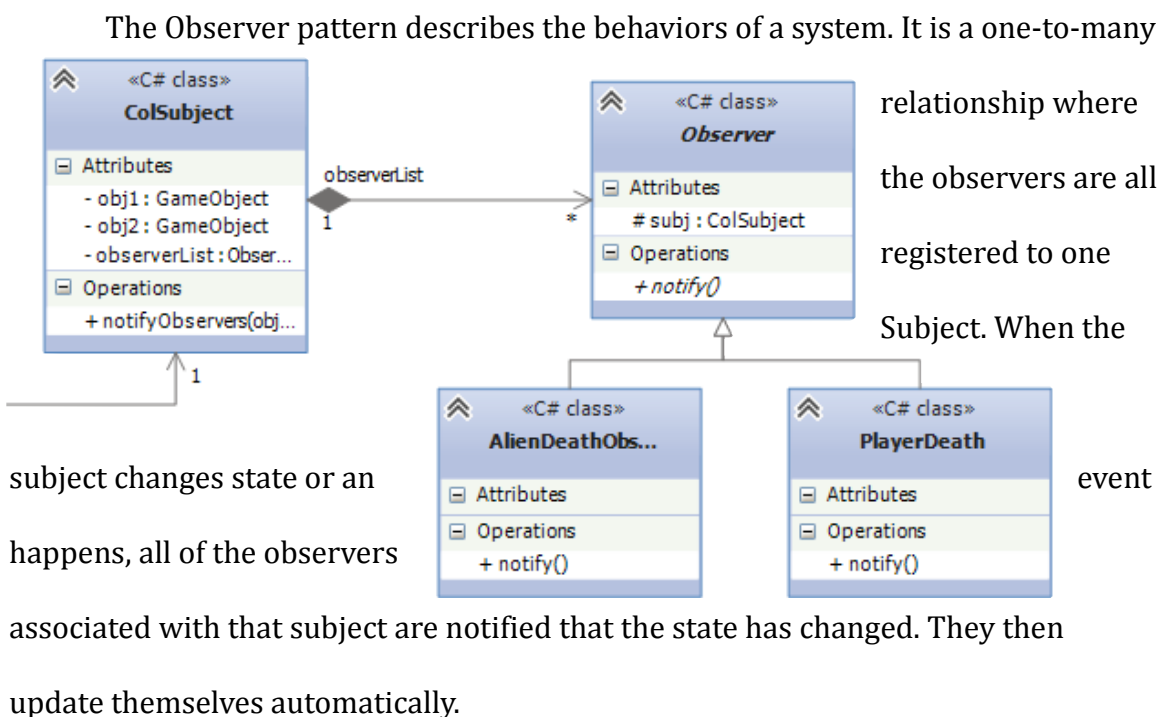 The Observer pattern describes the behaviors of a system. It is a one-to-many
relationship where
the observers are all
registered to one
Subject. When the
subject changes state or an
event
happens, all of the observers
associated with that subject are notified that the state has changed. They then
update themselves automatically.
«C# class»
ColSubject
Attributes
- obj1 : GameObject
- obj2 : GameObject
- observerList : Obser...
Operations
+ notifyObservers(obj...
observerList
1
*
1
«C# class»
Observer
Attributes
# subj : ColSubject
Operations
+ notify()
«C# class»
AlienDeathObs...
Attributes
Operations
+ notify()
«C# class»
PlayerDeath
Attributes
Operations
+ notify()